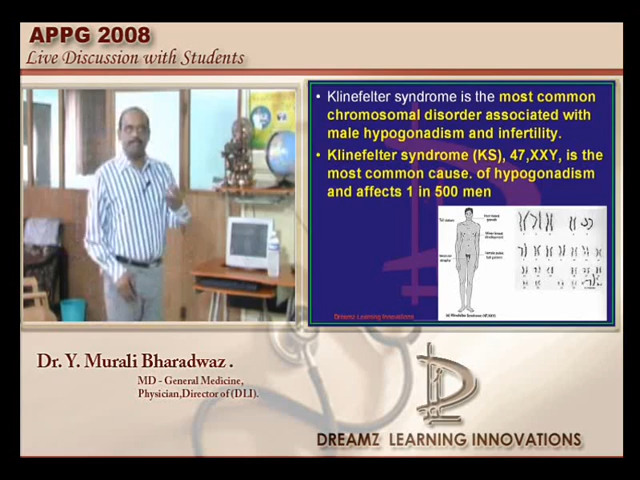 APPG 2008
Live Discussion with Students
• Klinefelter syndrome is the most common
chromosomal disorder associated with
male hypogonadism and infertility.
• Klinefelter syndrome (KS), 47,XXY, is the
most common cause. of hypogonadism
and affects 1 in 500 men
Dreamz Learning Innovations
Dr. Y. Murali Bharadwaz .
MD - General Medicine,
Physician,Director of (DLI).
DREAMZ LEARNING INNOVATIONS